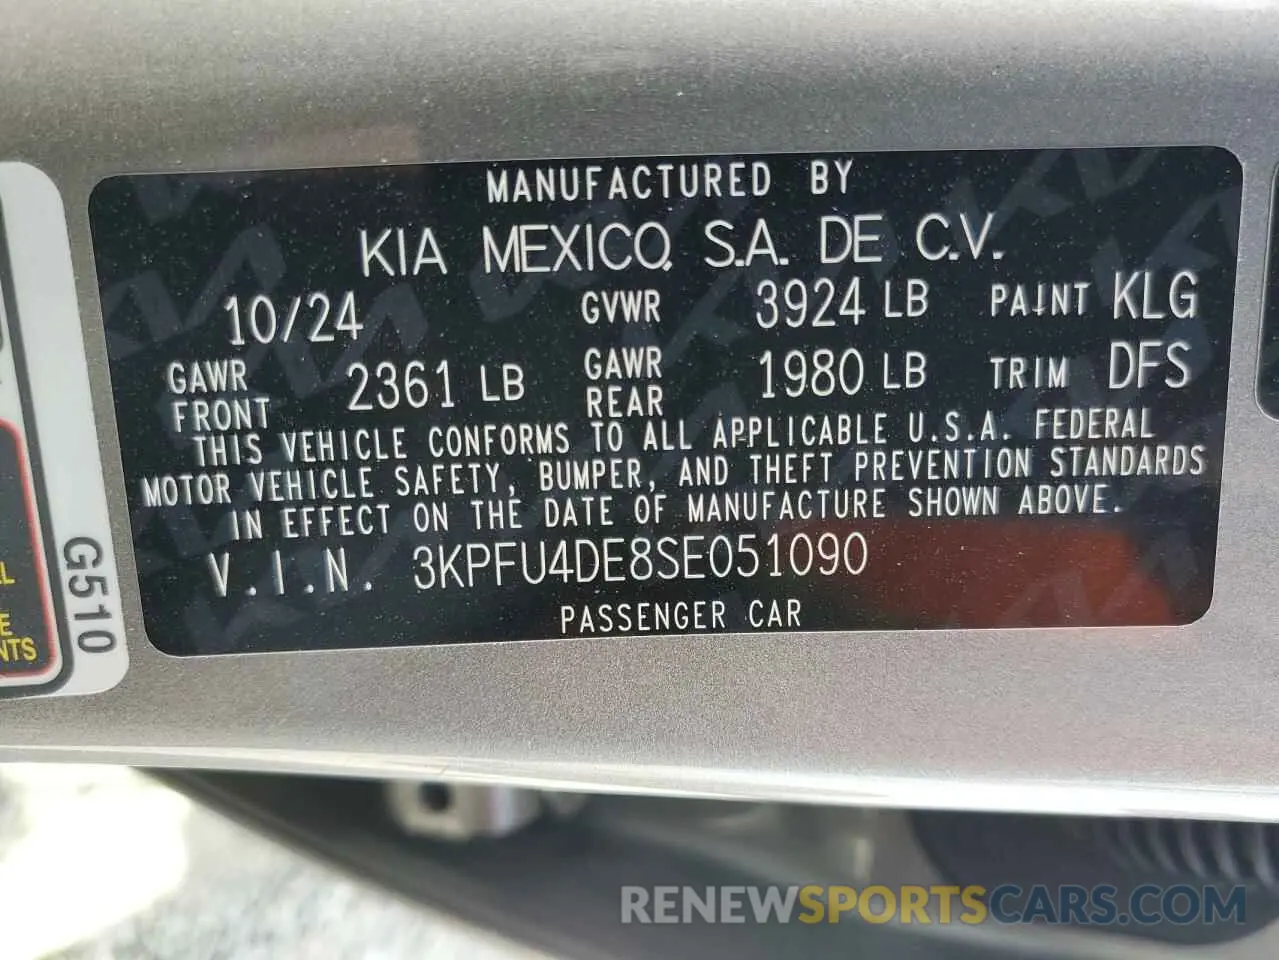 MANUFACTURED BY
KIA MEXICO, S.A. DE C.V.
10/24 GVWR 3924 LB PAINT KLG
GAWR FRONT 2361 LB GAWR REAR 1980 LB TRIM DFS
THIS VEHICLE CONFORMS TO ALL APPLICABLE U.S.A. FEDERAL
MOTOR VEHICLE SAFETY, BUMPER, AND THEFT PREVENTION STANDARDS
IN EFFECT ON THE DATE OF MANUFACTURE SHOWN ABOVE.
V.I.N. 3KPFU4DE8SE051090
PASSENGER CAR
G510
RENEWSPORTSCARS.COM